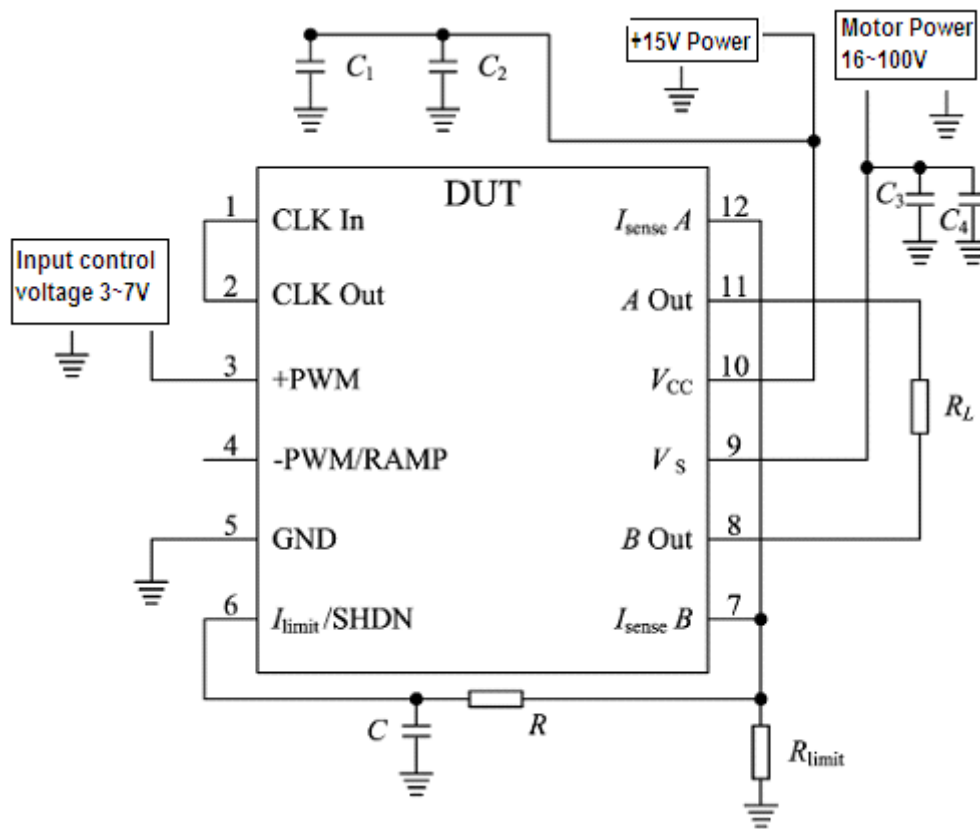 C1
C2
+15V Power
Motor Power
16~100V
C3
C4
DUT
1
CLK In
2
CLK Out
Input control
voltage 3~7V
3
+PWM
4
-PWM/RAMP
5
GND
6
Ilimit/SHDN
Isense A
12
A Out
11
VCC
10
VS
9
B Out
8
Isense B
7
RL
C
R
Rlimit